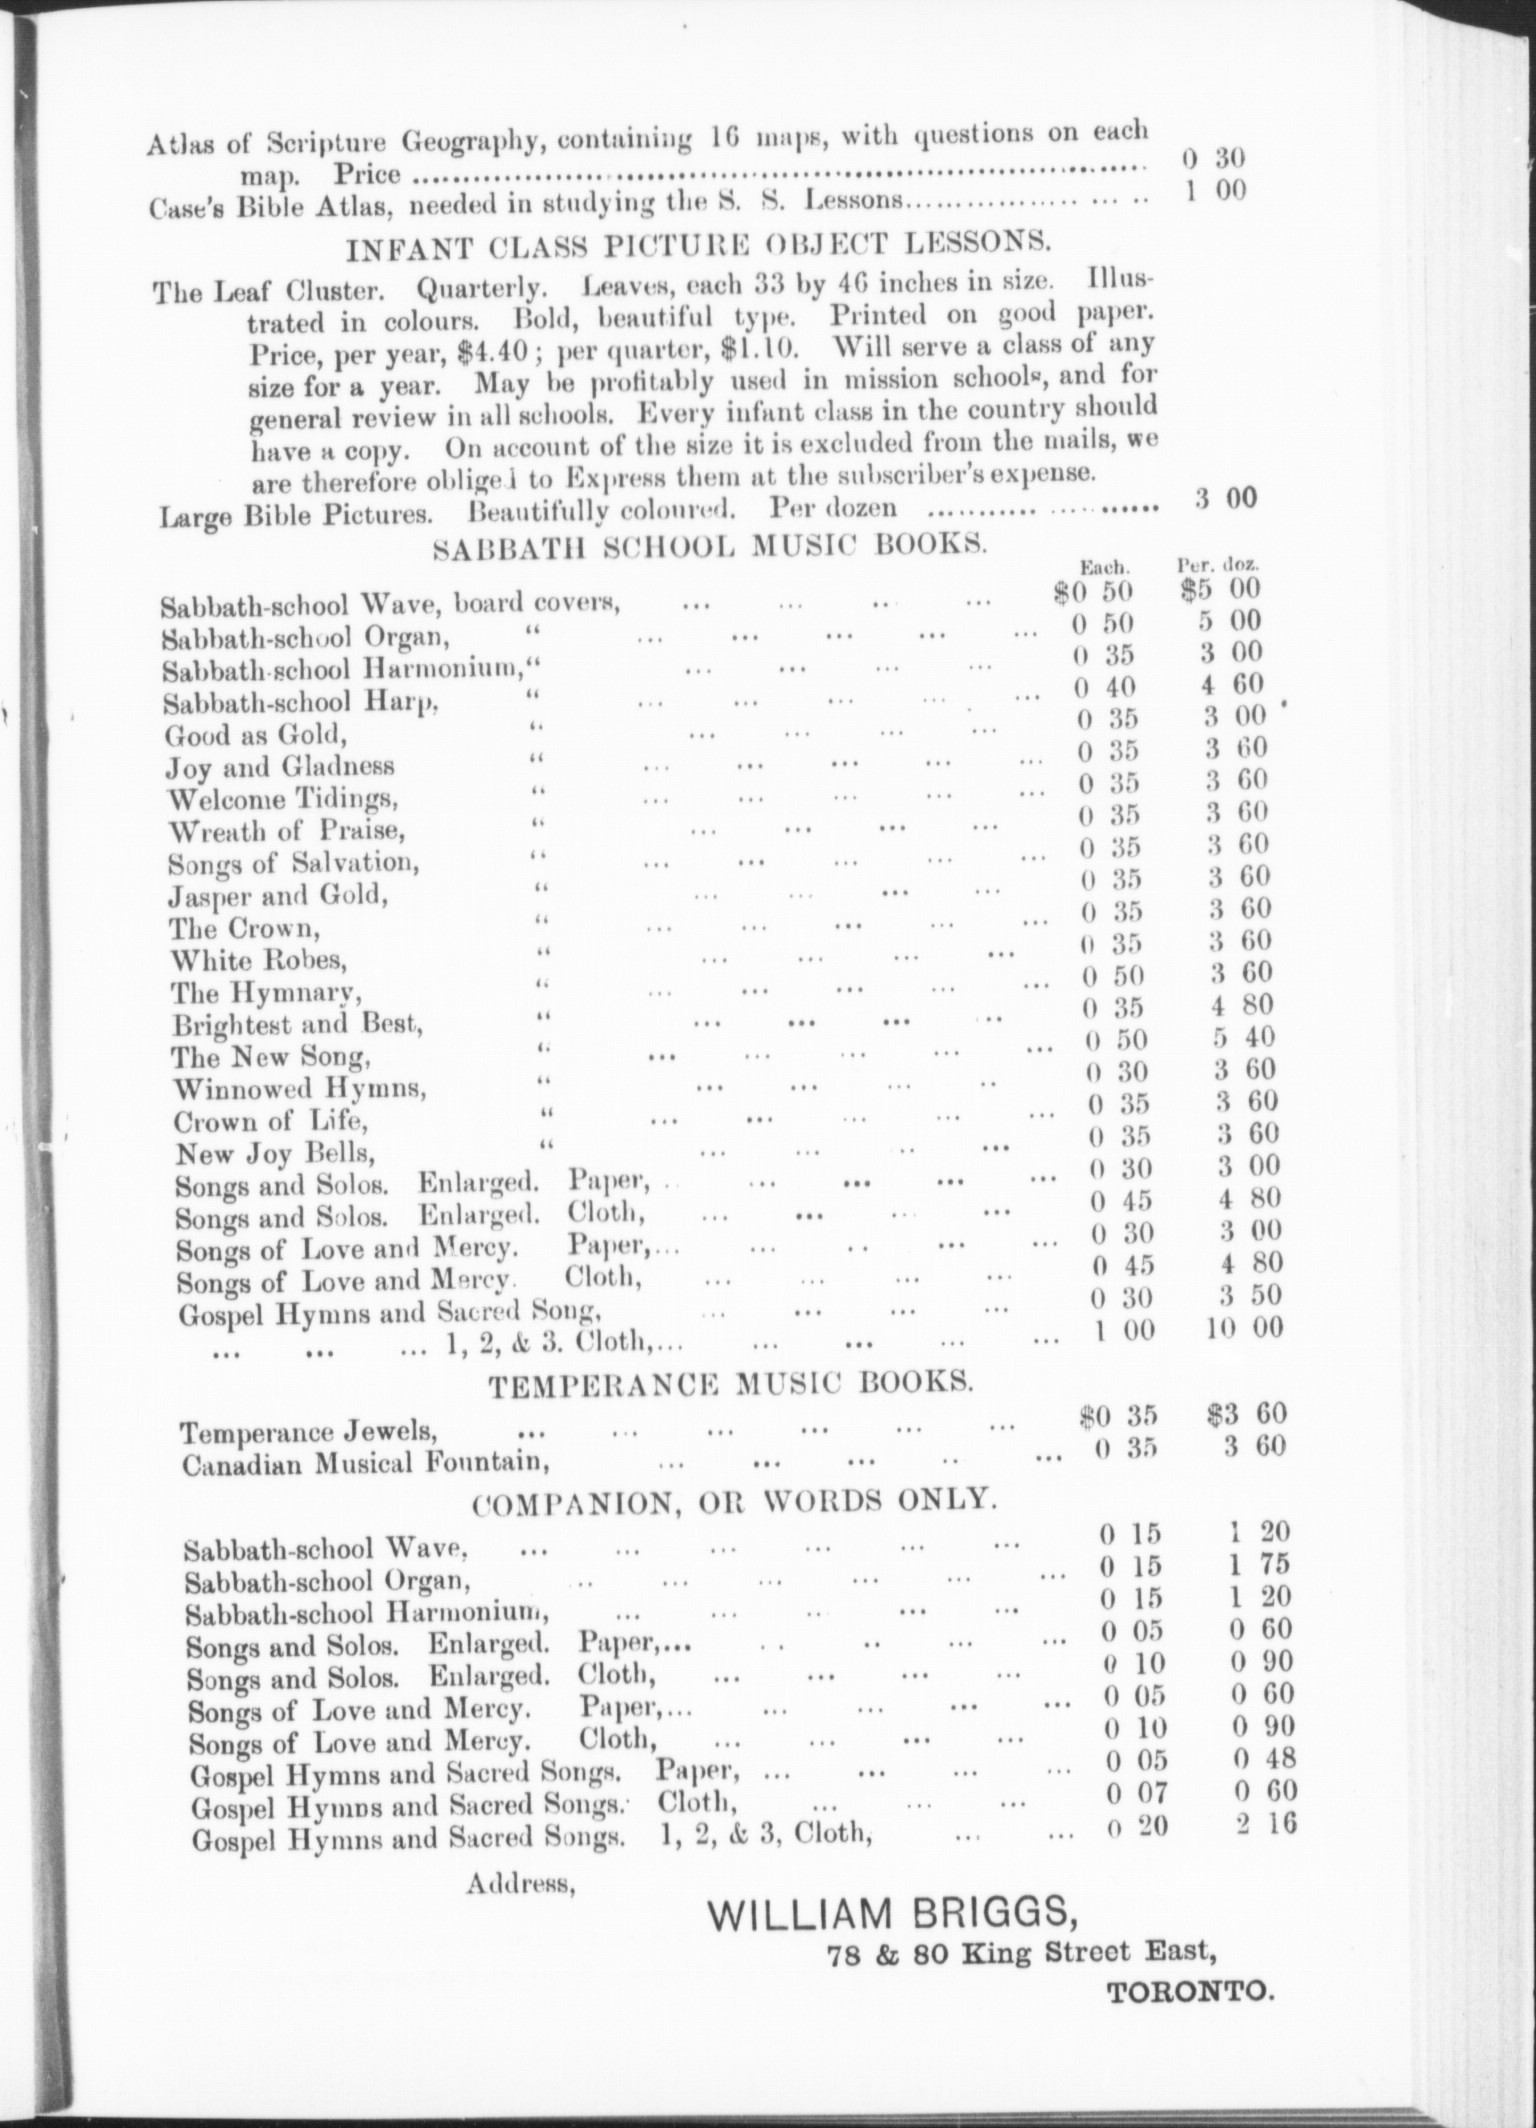 Atlas of Scripture Geography, containing 16 maps, with questions on each
map. Price ........................................ 0 30
Case's Bible Atlas, needed in studying the S. S. Lessons........................ 1 00
INFANT CLASS PICTURE OBJECT LESSONS.
The Leaf Cluster. Quarterly. Leaves, each 33 by 46 inches in size. Illus-
trated in colours. Bold, beautiful type. Printed on good paper.
Price, per year, $4.40; per quarter, $1.10. Will serve a class of any
size for a year. May be profitably used in mission schools, and for
general review in all schools. Every infant class in the country should
have a copy. On account of the size it is excluded from the mails, we
are therefore obliged to Express them at the subscriber's expense.
Large Bible Pictures. Beautifully coloured. Per dozen ...................... 3 00
SABBATH SCHOOL MUSIC BOOKS.
Each. Per. doz.
Sabbath-school Wave, board covers, ... ... ... ... $0 50 $5 00
Sabbath-school Organ, “ ... ... ... ... ... 0 50 5 00
Sabbath-school Harmonium, “ ... ... ... ... 0 35 3 00
Sabbath-school Harp, “ ... ... ... ... ... 0 40 4 60
Good as Gold, “ ... ... ... ... 0 35 3 00
Joy and Gladness “ ... ... ... ... ... 0 35 3 60
Welcome Tidings, “ ... ... ... ... ... 0 35 3 60
Wreath of Praise, “ ... ... ... ... 0 35 3 60
Songs of Salvation, “ ... ... ... ... ... 0 35 3 60
Jasper and Gold, “ ... ... ... ... 0 35 3 60
The Crown, “ ... ... ... ... ... 0 35 3 60
White Robes, “ ... ... ... ... 0 35 3 60
The Hymnary, “ ... ... ... ... ... 0 50 3 60
Brightest and Best, “ ... ... ... ... 0 35 4 80
The New Song, “ ... ... ... ... ... 0 50 5 40
Winnowed Hymns, “ ... ... ... ... 0 30 3 60
Crown of Life, “ ... ... ... ... ... 0 35 3 60
New Joy Bells, “ ... ... ... ... 0 35 3 60
Songs and Solos. Enlarged. Paper, ... ... ... ... ... 0 30 3 00
Songs and Solos. Enlarged. Cloth, ... ... ... ... 0 45 4 80
Songs of Love and Mercy. Paper,... ... ... ... ... 0 30 3 00
Songs of Love and Mercy. Cloth, ... ... ... ... 0 45 4 80
Gospel Hymns and Sacred Song, ... ... ... ... 0 30 3 50
... ... ... 1, 2, & 3. Cloth,... ... ... ... ... 1 00 10 00
TEMPERANCE MUSIC BOOKS.
Temperance Jewels, ... ... ... ... ... ... $0 35 $3 60
Canadian Musical Fountain, ... ... ... ... ... 0 35 3 60
COMPANION, OR WORDS ONLY.
Sabbath-school Wave, ... ... ... ... ... ... 0 15 1 20
Sabbath-school Organ, ... ... ... ... ... ... 0 15 1 75
Sabbath-school Harmonium, ... ... ... ... ... 0 15 1 20
Songs and Solos. Enlarged. Paper,... ... ... ... ... 0 05 0 60
Songs and Solos. Enlarged. Cloth, ... ... ... ... 0 10 0 90
Songs of Love and Mercy. Paper,... ... ... ... ... 0 05 0 60
Songs of Love and Mercy. Cloth, ... ... ... ... 0 10 0 90
Gospel Hymns and Sacred Songs. Paper, ... ... ... ... 0 05 0 48
Gospel Hymns and Sacred Songs. Cloth, ... ... ... 0 07 0 60
Gospel Hymns and Sacred Songs. 1, 2, & 3, Cloth, ... ... 0 20 2 16
Address,
WILLIAM BRIGGS,
78 & 80 King Street East,
TORONTO.